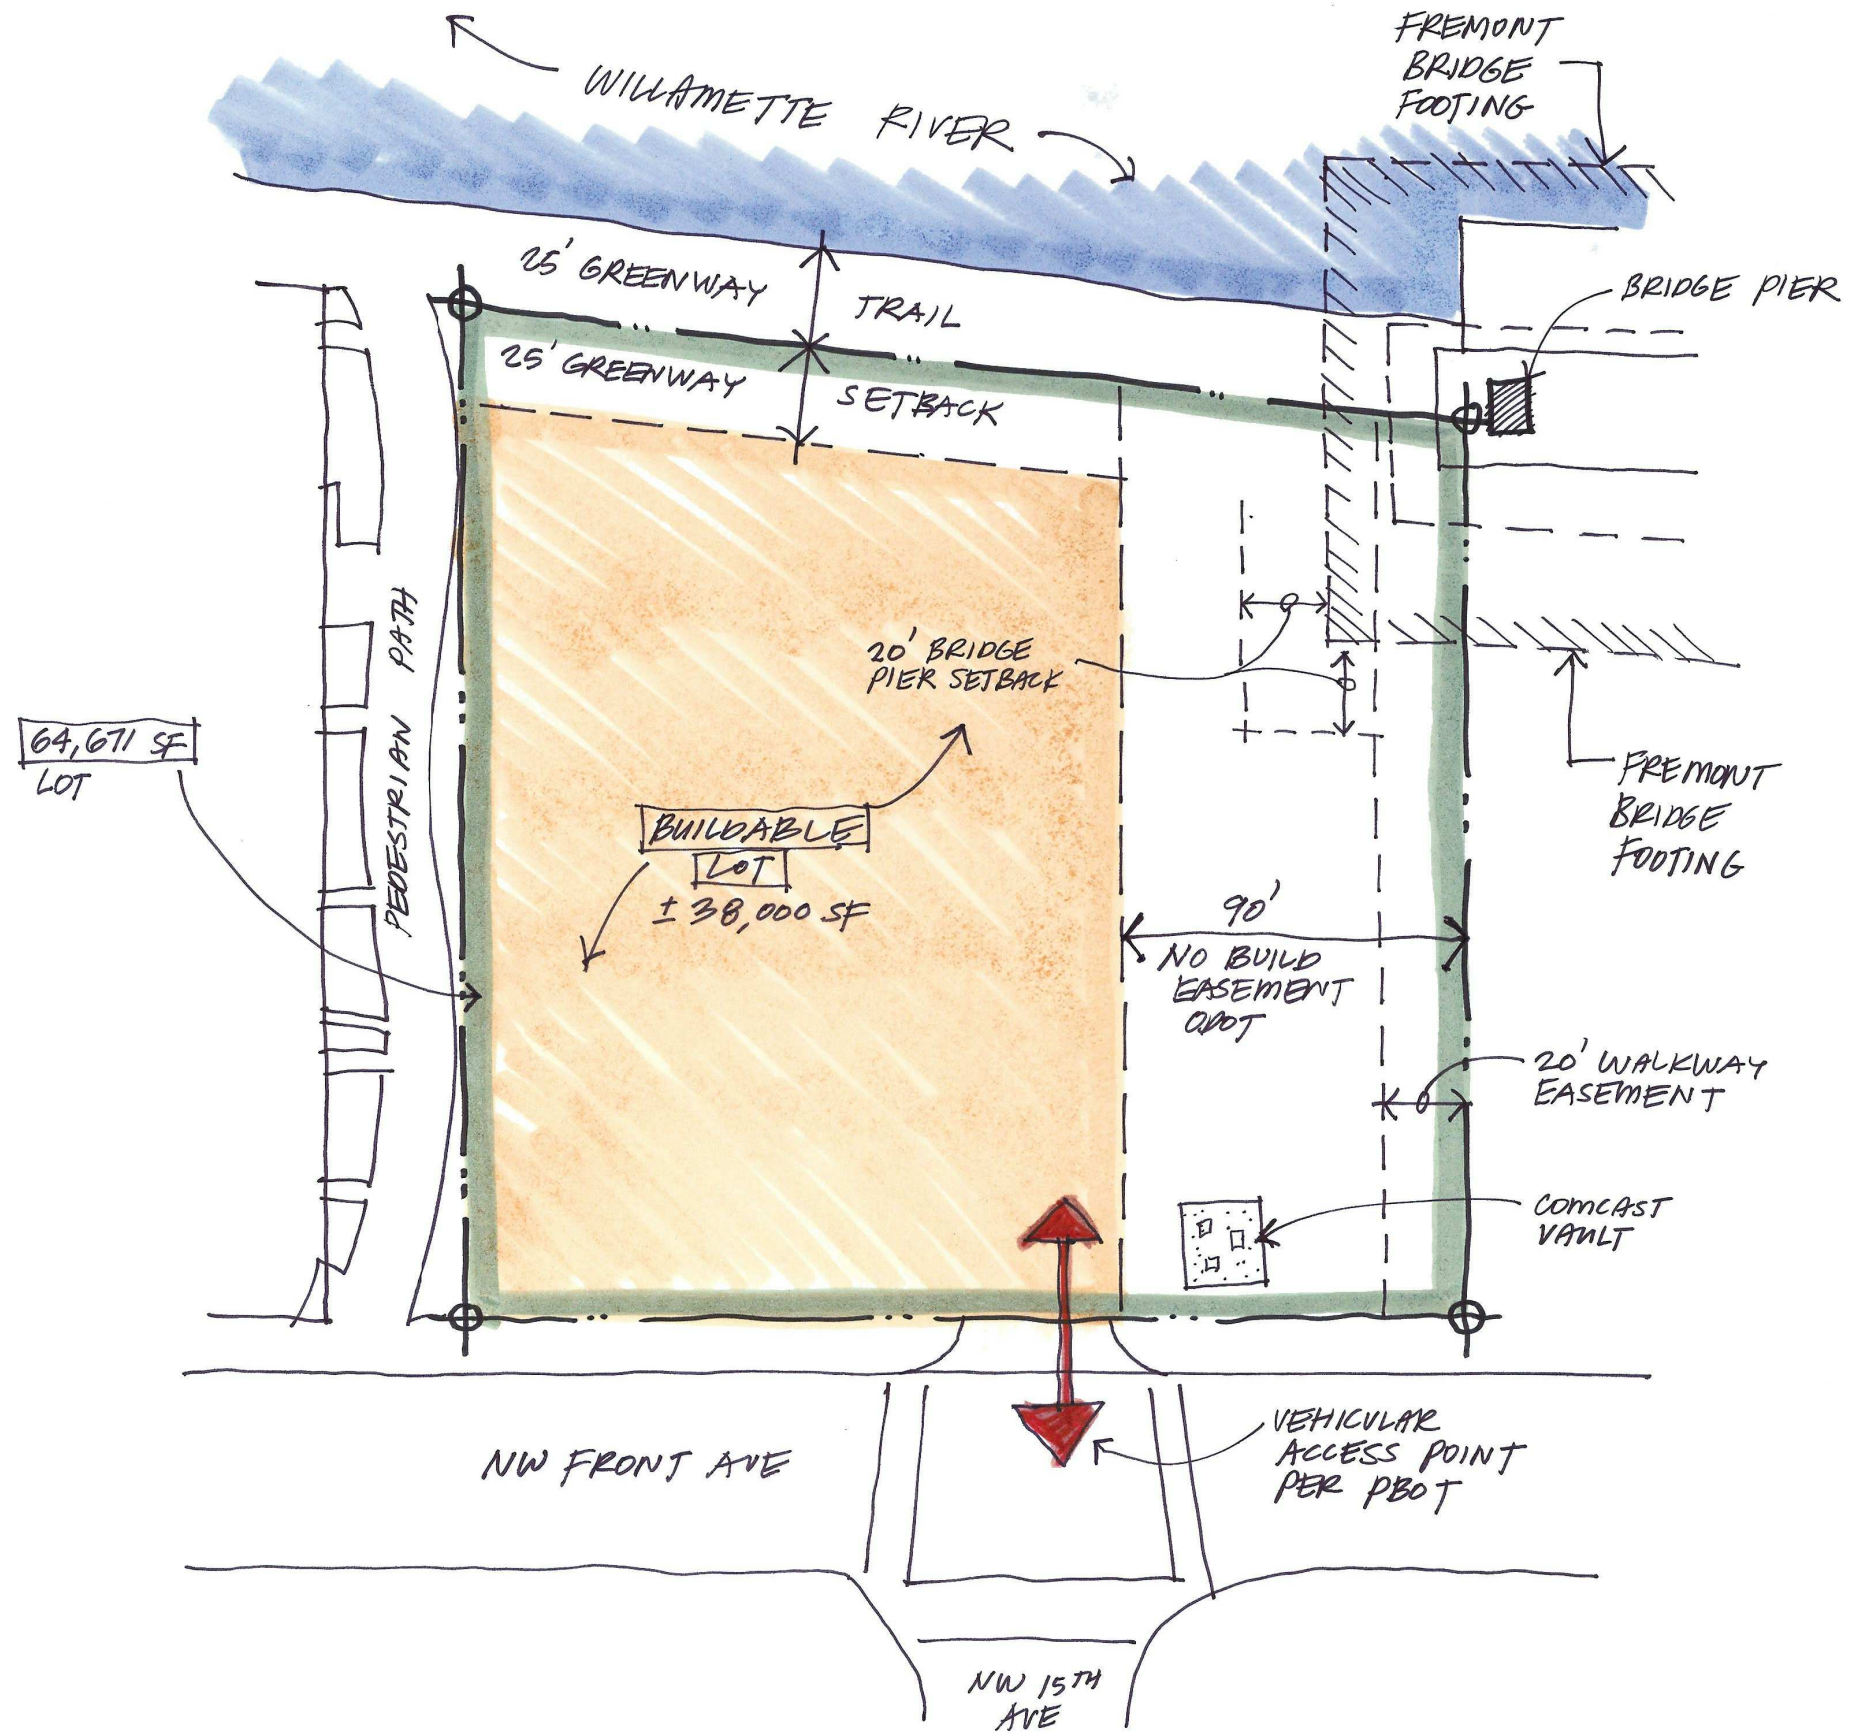 WILLAMETTE RIVER
FREMONT
BRIDGE
FOOTING
25' GREENWAY TRAIL
BRIDGE PIER
25' GREENWAY SETBACK
PEDESTRIAN PATH
20' BRIDGE
PIER SETBACK
64,671 SF
LOT
BUILDABLE
LOT
± 38,000 SF
FREMONT
BRIDGE
FOOTING
90'
NO BUILD
EASEMENT
ODOT
20' WALKWAY
EASEMENT
COMCAST
VAULT
NW FRONT AVE
VEHICULAR
ACCESS POINT
PER PBOT
NW 15TH
AVE